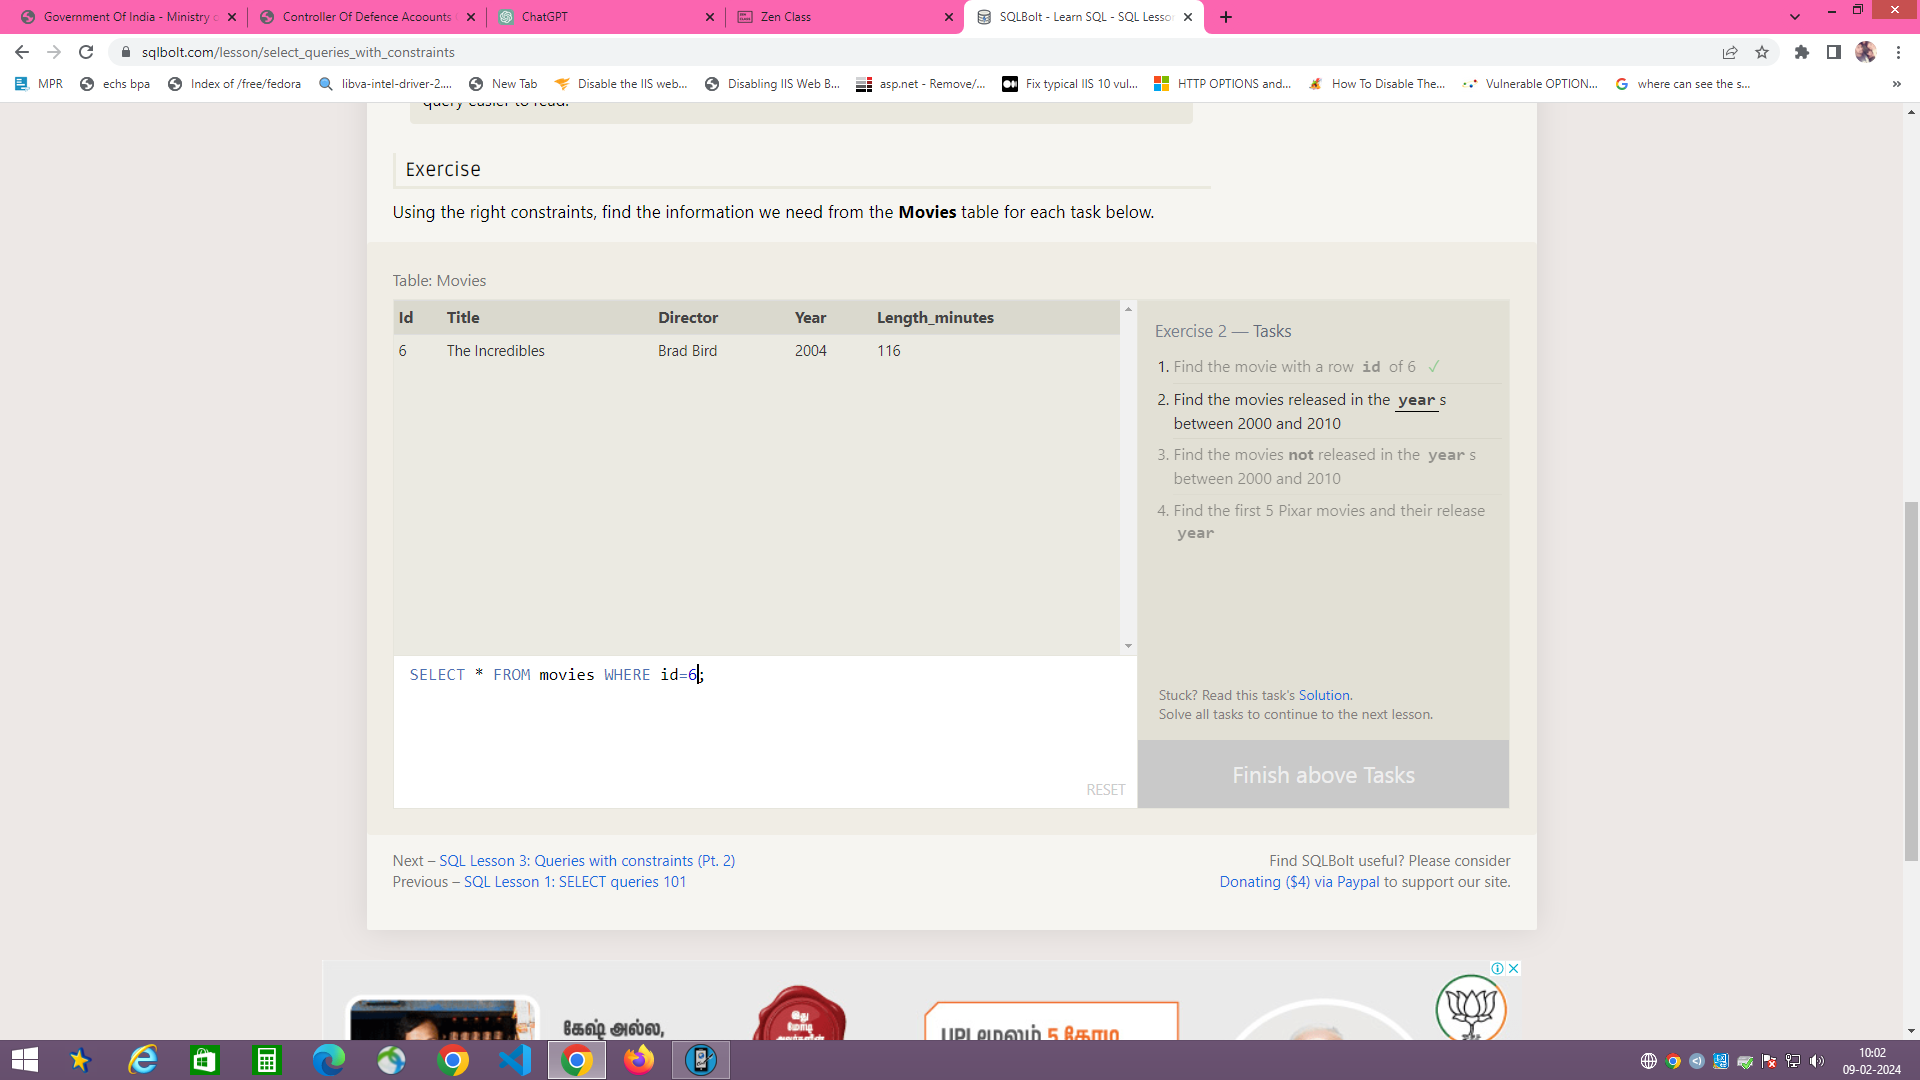 Government Of India - Ministry c
Controller Of Defence Acoounts
ChatGPT
Zen Class
SQLBolt - Learn SQL - SQL Lesson
sqlbolt.com/lesson/select_queries_with_constraints
MPR
echs bpa
Index of /free/fedora
libva-intel-driver-2....
New Tab
Disable the IIS web...
Disabling IIS Web B...
asp.net - Remove/...
Fix typical IIS 10 vul...
HTTP OPTIONS and...
How To Disable The...
Vulnerable OPTION...
where can see the s...
»
query easier to read.
Exercise
Using the right constraints, find the information we need from the Movies table for each task below.
Table: Movies
Id Title Director Year Length_minutes
6 The Incredibles Brad Bird 2004 116
Exercise 2 — Tasks
1. Find the movie with a row id of 6 ✓
2. Find the movies released in the year s
between 2000 and 2010
3. Find the movies not released in the year s
between 2000 and 2010
4. Find the first 5 Pixar movies and their release
year
SELECT * FROM movies WHERE id=6;
RESET
Stuck? Read this task's Solution.
Solve all tasks to continue to the next lesson.
Finish above Tasks
Next – SQL Lesson 3: Queries with constraints (Pt. 2)
Previous – SQL Lesson 1: SELECT queries 101
Find SQLBolt useful? Please consider
Donating ($4) via Paypal to support our site.
கேஷ் அல்ல,
இது
மோடி
10:02
09-02-2024